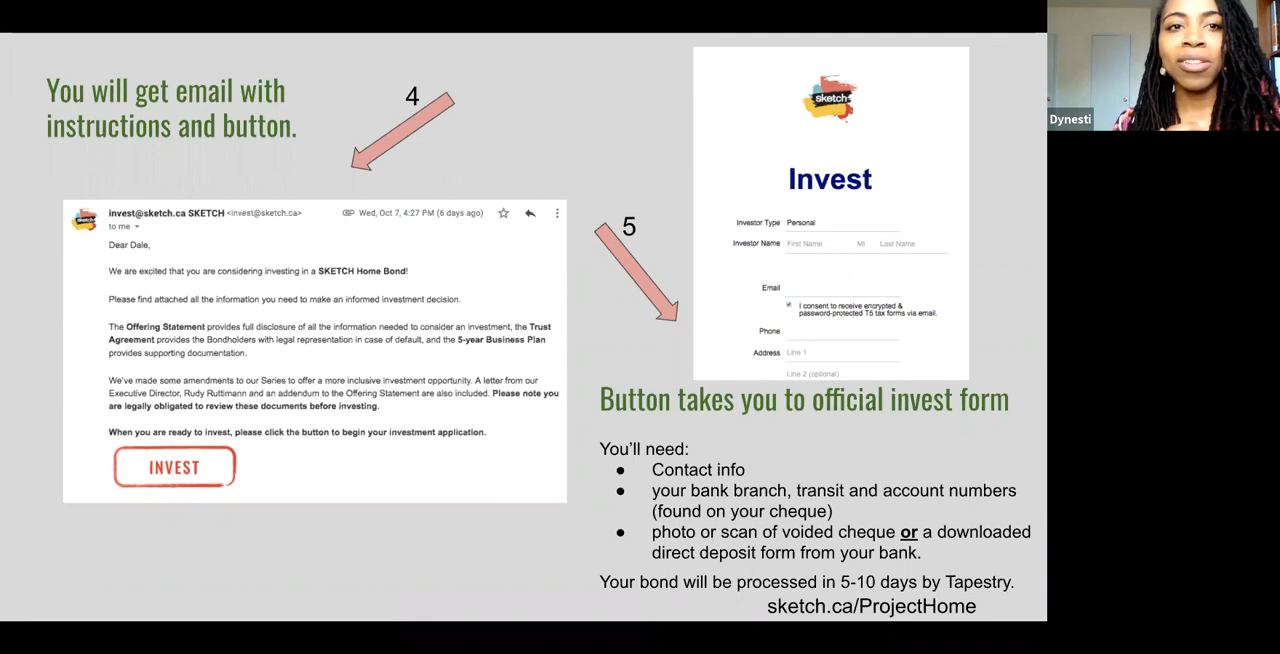 You will get email with
instructions and button.
4
sketch
invest@sketch.ca SKETCH <invest@sketch.ca>
Wed, Oct 7, 4:27 PM (6 days ago)
to me
Dear Dale,
We are excited that you are considering investing in a SKETCH Home Bond!
Please find attached all the information you need to make an informed investment decision.
The Offering Statement provides full disclosure of all the information needed to consider an investment, the Trust
Agreement provides the Bondholders with legal representation in case of default, and the 5-year Business Plan
provides supporting documentation.
We've made some amendments to our Series to offer a more inclusive investment opportunity. A letter from our
Executive Director, Rudy Ruttimann and an addendum to the Offering Statement are also included. Please note you
are legally obligated to review these documents before investing.
When you are ready to invest, please click the button to begin your investment application.
INVEST
5
sketch
Invest
Investor Type Personal
Investor Name First Name MI Last Name
Email
I consent to receive encrypted &
password-protected T5 tax forms via email.
Phone
Address Line 1
Line 2 (optional)
Button takes you to official invest form
You'll need:
● Contact info
● your bank branch, transit and account numbers
(found on your cheque)
● photo or scan of voided cheque or a downloaded
direct deposit form from your bank.
Your bond will be processed in 5-10 days by Tapestry.
sketch.ca/ProjectHome
Dynesti